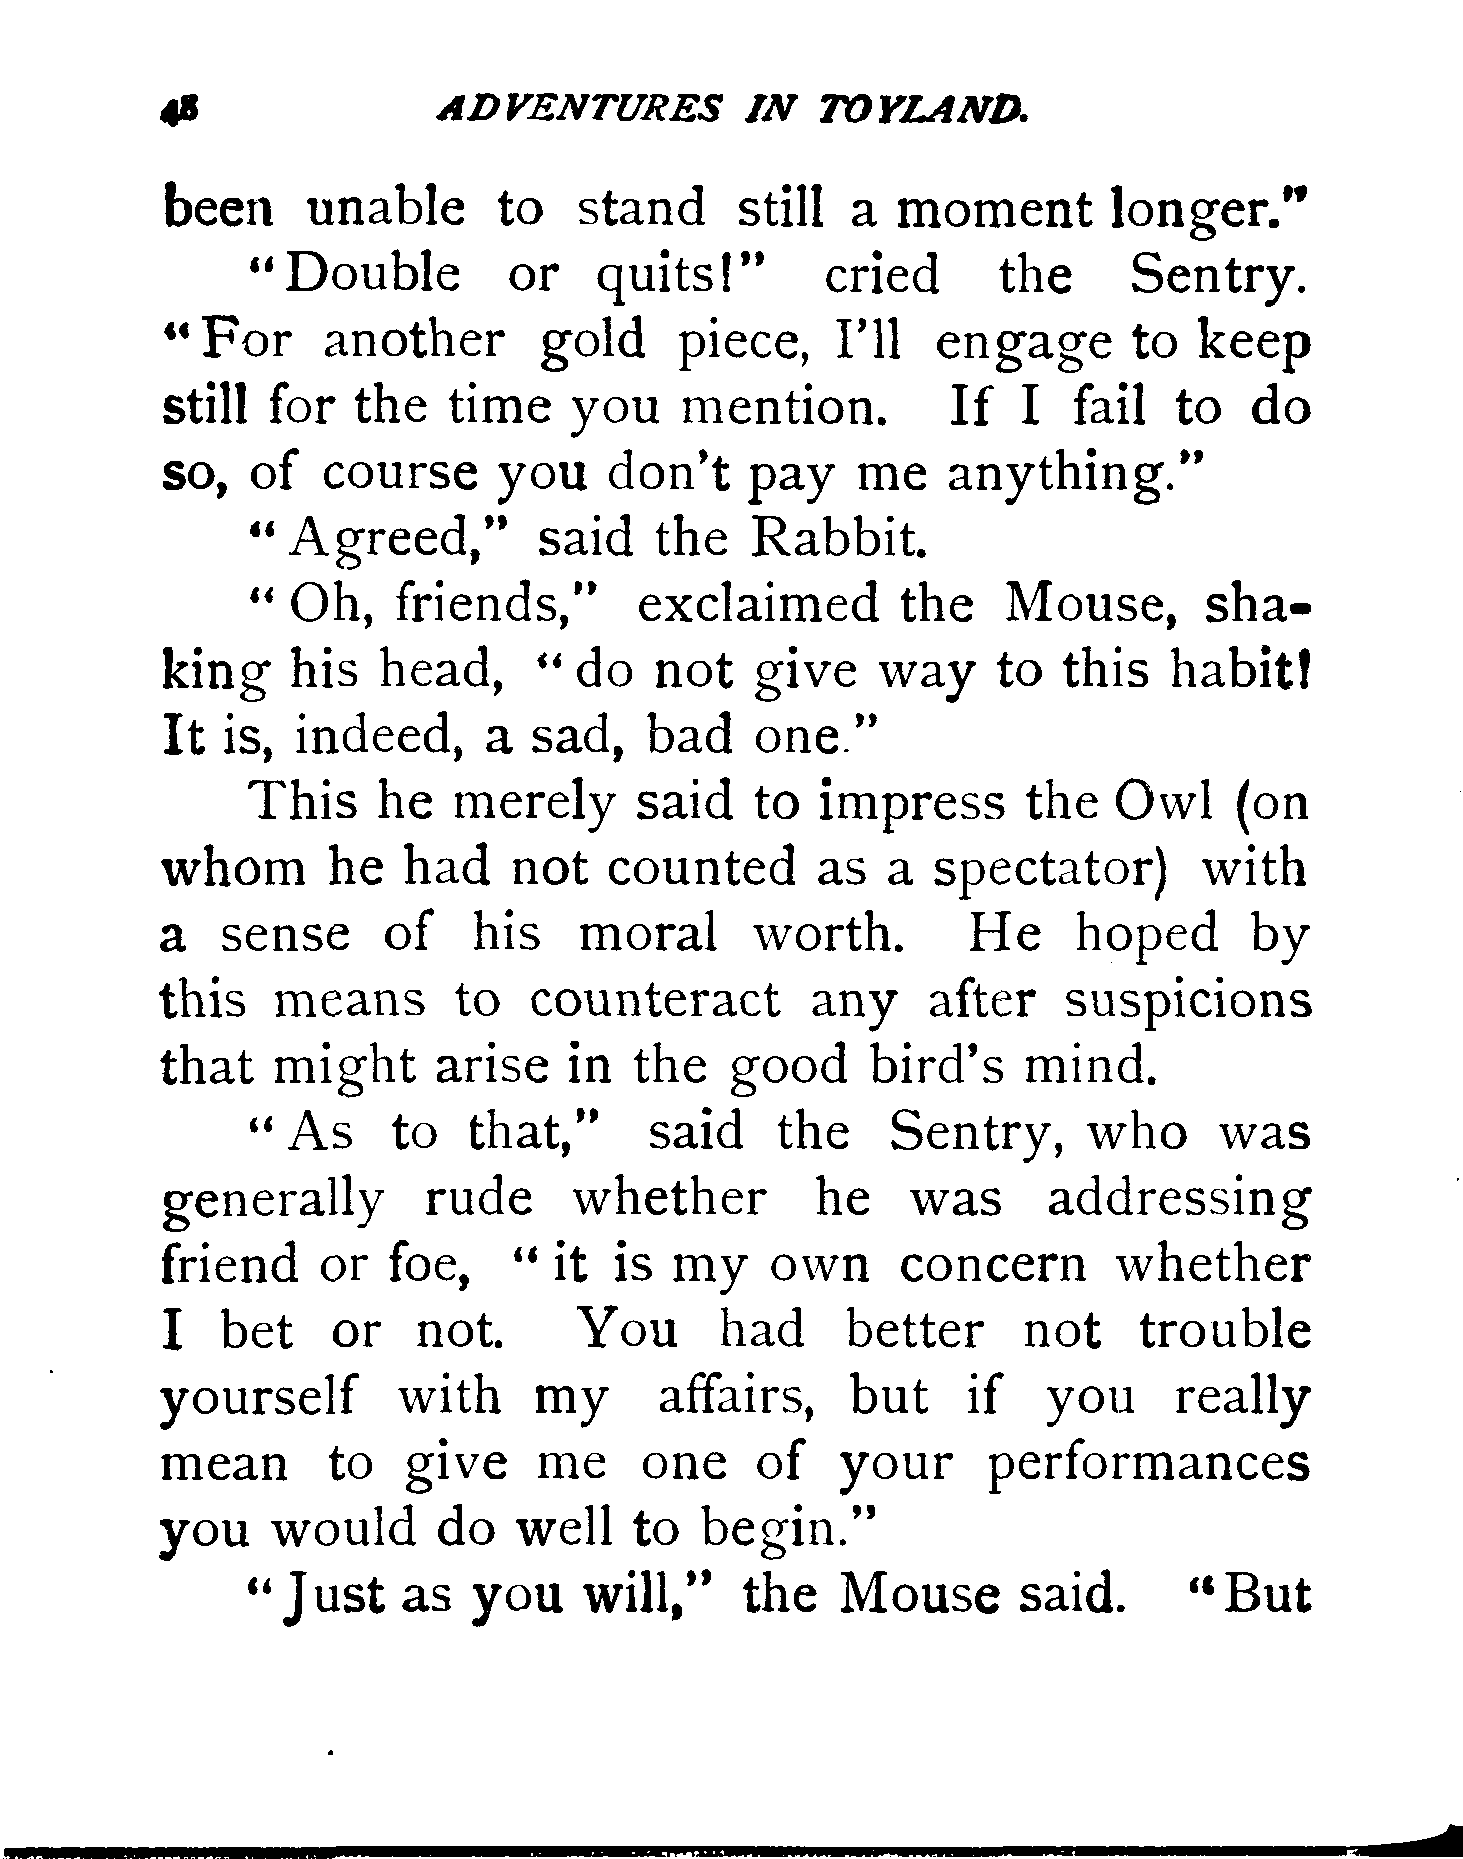 48 ADVENTURES IN TOYLAND.
been unable to stand still a moment longer."
"Double or quits!" cried the Sentry.
"For another gold piece, I'll engage to keep
still for the time you mention. If I fail to do
so, of course you don't pay me anything."
"Agreed," said the Rabbit.
"Oh, friends," exclaimed the Mouse, sha-
king his head, "do not give way to this habit!
It is, indeed, a sad, bad one."
This he merely said to impress the Owl (on
whom he had not counted as a spectator) with
a sense of his moral worth. He hoped by
this means to counteract any after suspicions
that might arise in the good bird's mind.
"As to that," said the Sentry, who was
generally rude whether he was addressing
friend or foe, "it is my own concern whether
I bet or not. You had better not trouble
yourself with my affairs, but if you really
mean to give me one of your performances
you would do well to begin."
"Just as you will," the Mouse said. "But